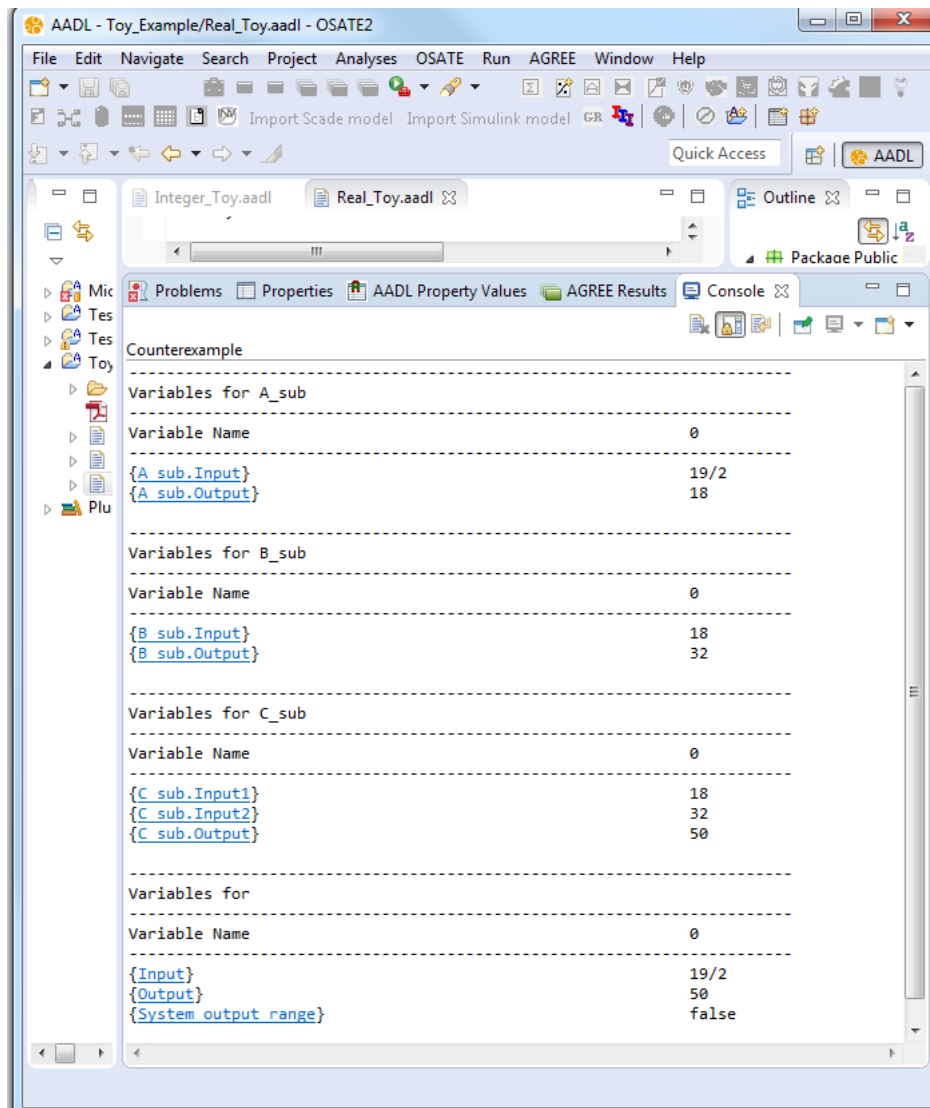 AADL - Toy_Example/Real_Toy.aadl - OSATE2
File Edit Navigate Search Project Analyses OSATE Run AGREE Window Help
Import Scade model Import Simulink model GR
Quick Access AADL
Integer_Toy.aadl Real_Toy.aadl Outline
Package Public
Mic
Tes
Tes
Toy
Plu
Problems Properties AADL Property Values AGREE Results Console
Counterexample
Variables for A_sub
Variable Name 0
{A_sub.Input} 19/2
{A_sub.Output} 18
Variables for B_sub
Variable Name 0
{B_sub.Input} 18
{B_sub.Output} 32
Variables for C_sub
Variable Name 0
{C_sub.Input1} 18
{C_sub.Input2} 32
{C_sub.Output} 50
Variables for
Variable Name 0
{Input} 19/2
{Output} 50
{System output range} false